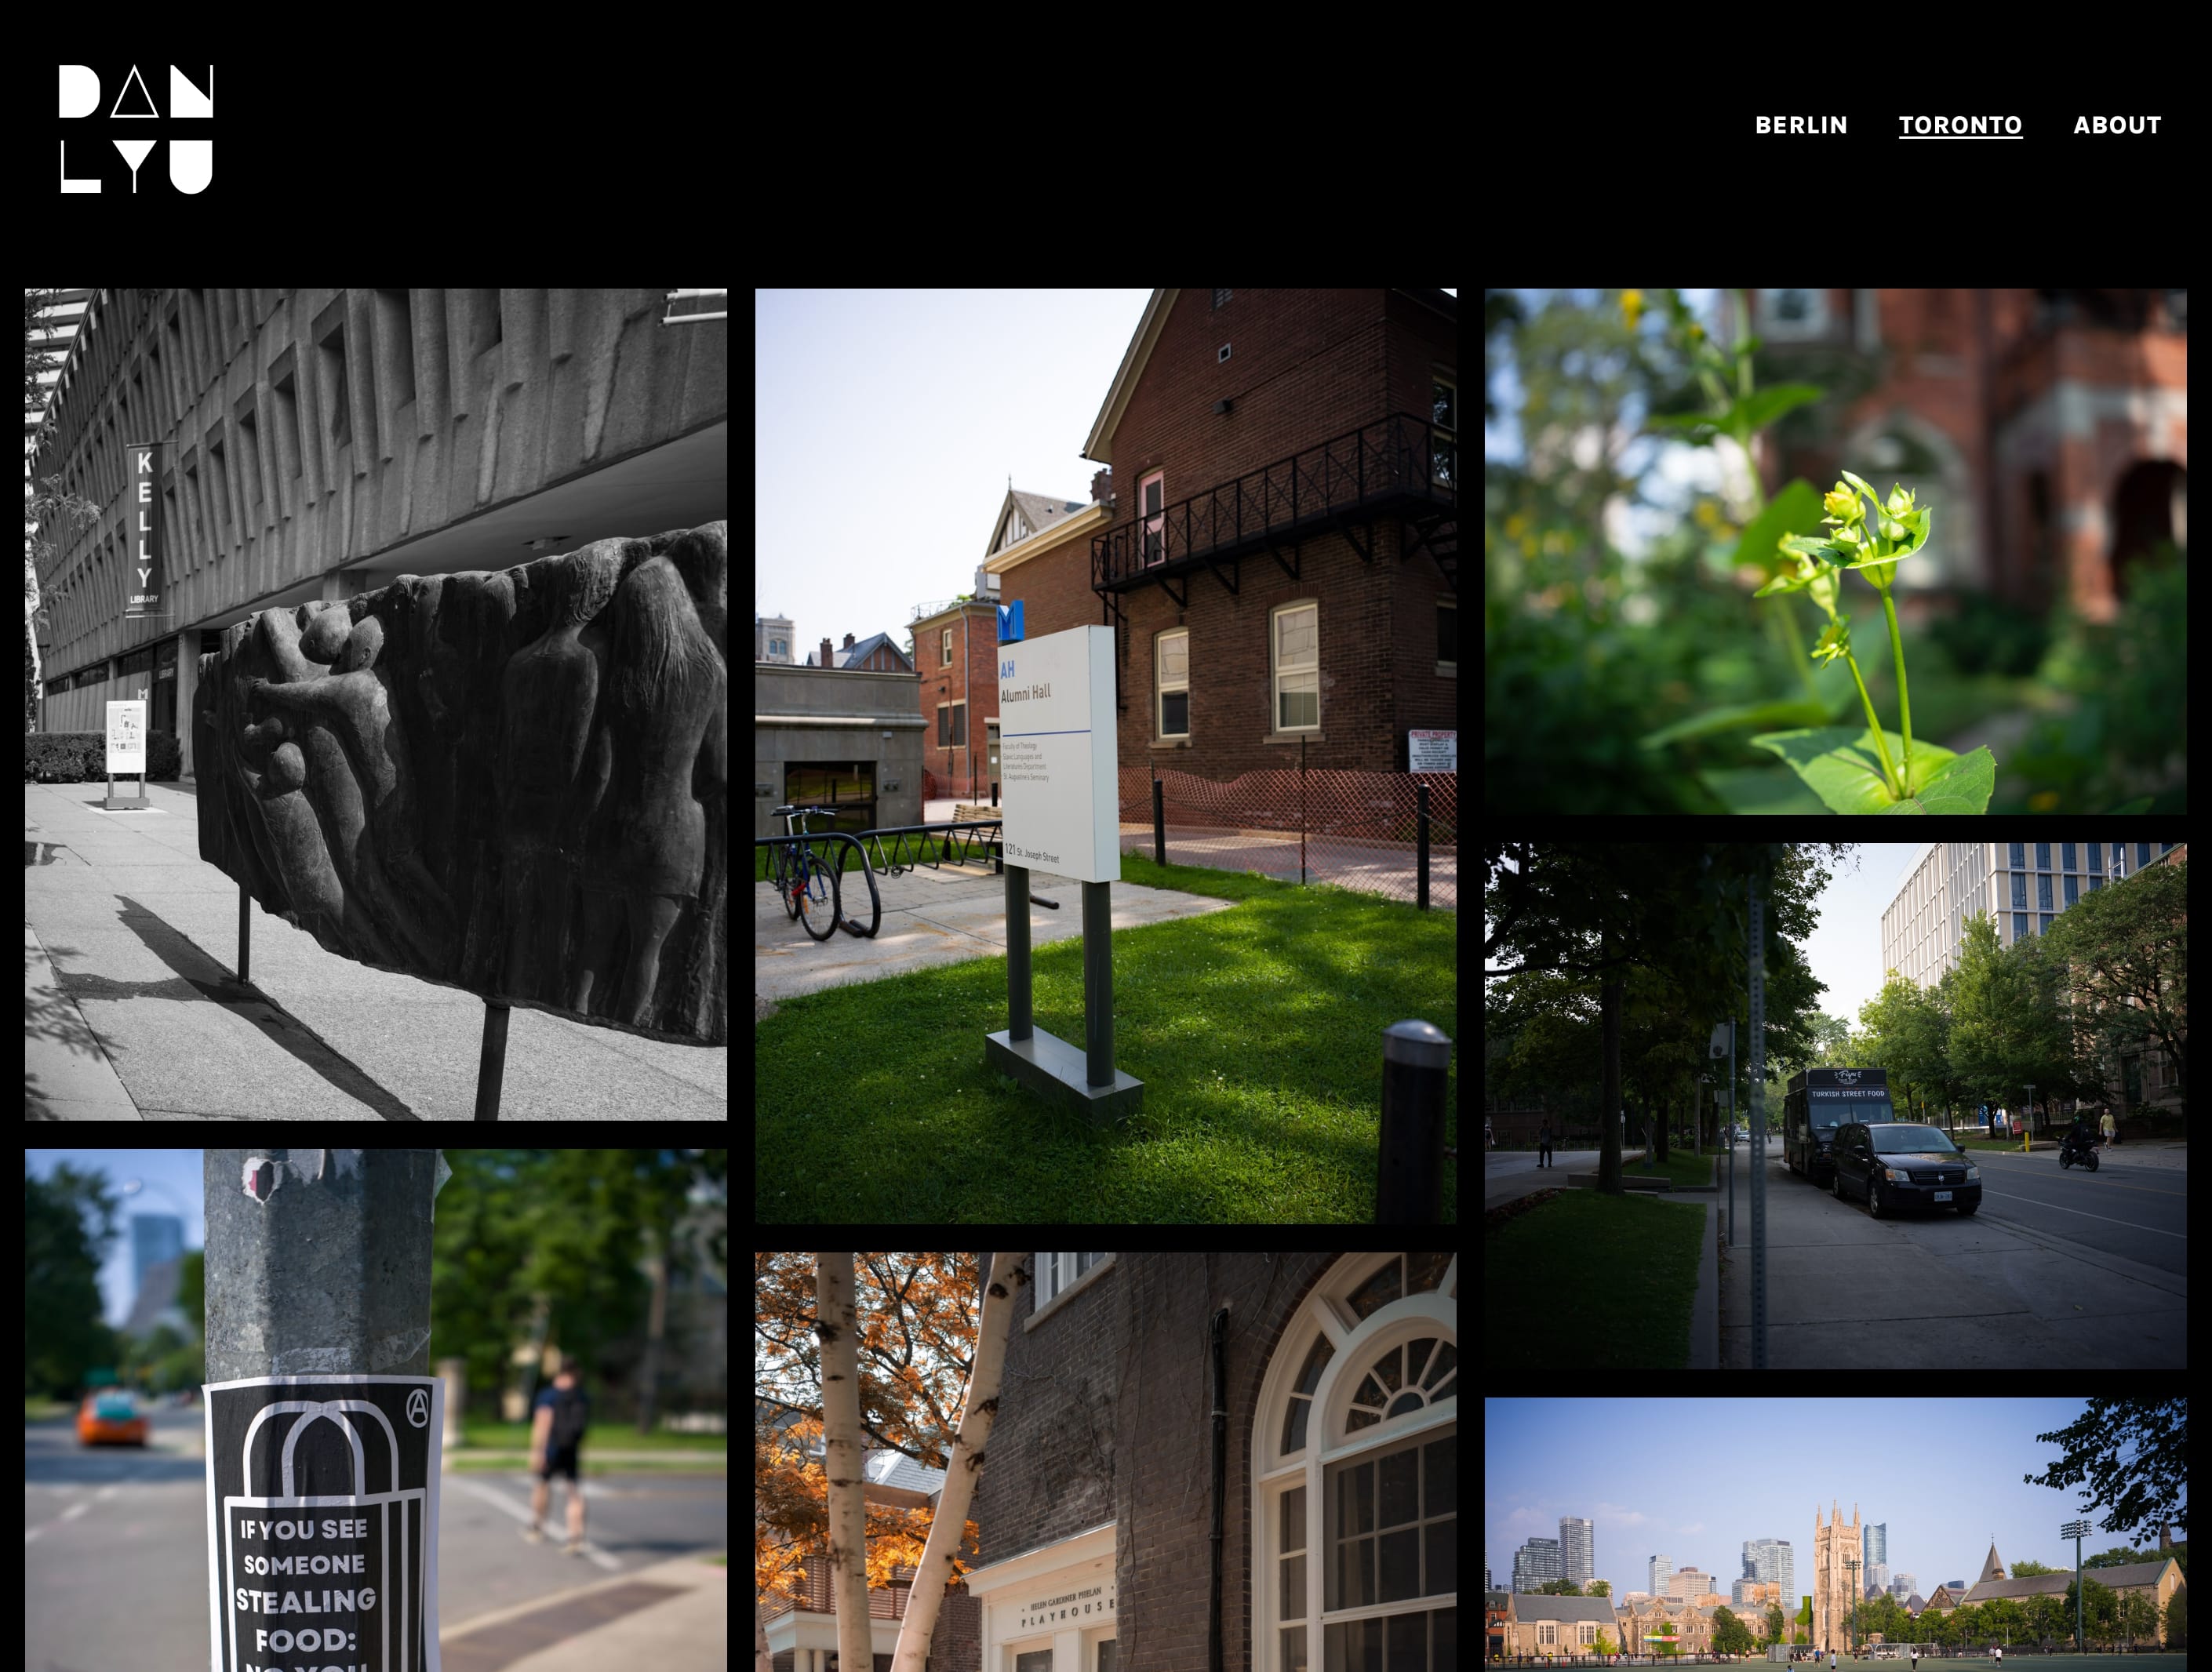 DAN
LYU
BERLIN TORONTO ABOUT
KELLY
LIBRARY
M
AH
Alumni Hall
Faculty of Theology
Slavic Languages and
Literatures Department
St. Augustine's Seminary
121 St. Joseph Street
PRIVATE PROPERTY
TURKISH STREET FOOD
A
IF YOU SEE
SOMEONE
STEALING
FOOD:
NO YOU
HELEN GARDINER PHELAN
PLAYHOUSE